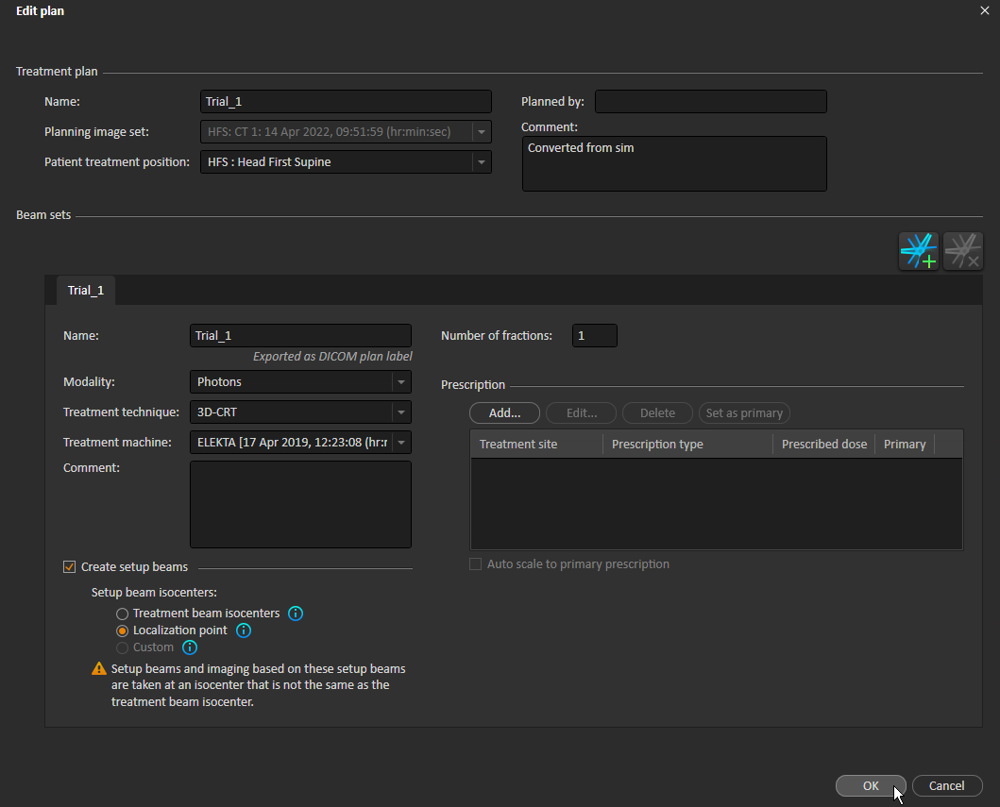 Edit plan
Treatment plan
Name:
Trial_1
Planned by:
Planning image set:
HFS: CT 1: 14 Apr 2022, 09:51:59 (hr:min:sec)
Comment:
Patient treatment position:
HFS : Head First Supine
Converted from sim
Beam sets
Trial_1
Name:
Trial_1
Number of fractions:
1
Exported as DICOM plan label
Modality:
Photons
Prescription
Treatment technique:
3D-CRT
Add...
Edit...
Delete
Set as primary
Treatment machine:
ELEKTA [17 Apr 2019, 12:23:08 (hr:r
Treatment site
Prescription type
Prescribed dose
Primary
Comment:
Create setup beams
Auto scale to primary prescription
Setup beam isocenters:
Treatment beam isocenters
Localization point
Custom
Setup beams and imaging based on these setup beams
are taken at an isocenter that is not the same as the
treatment beam isocenter.
OK
Cancel